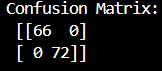 Confusion Matrix:
[[66  0]
[ 0 72]]